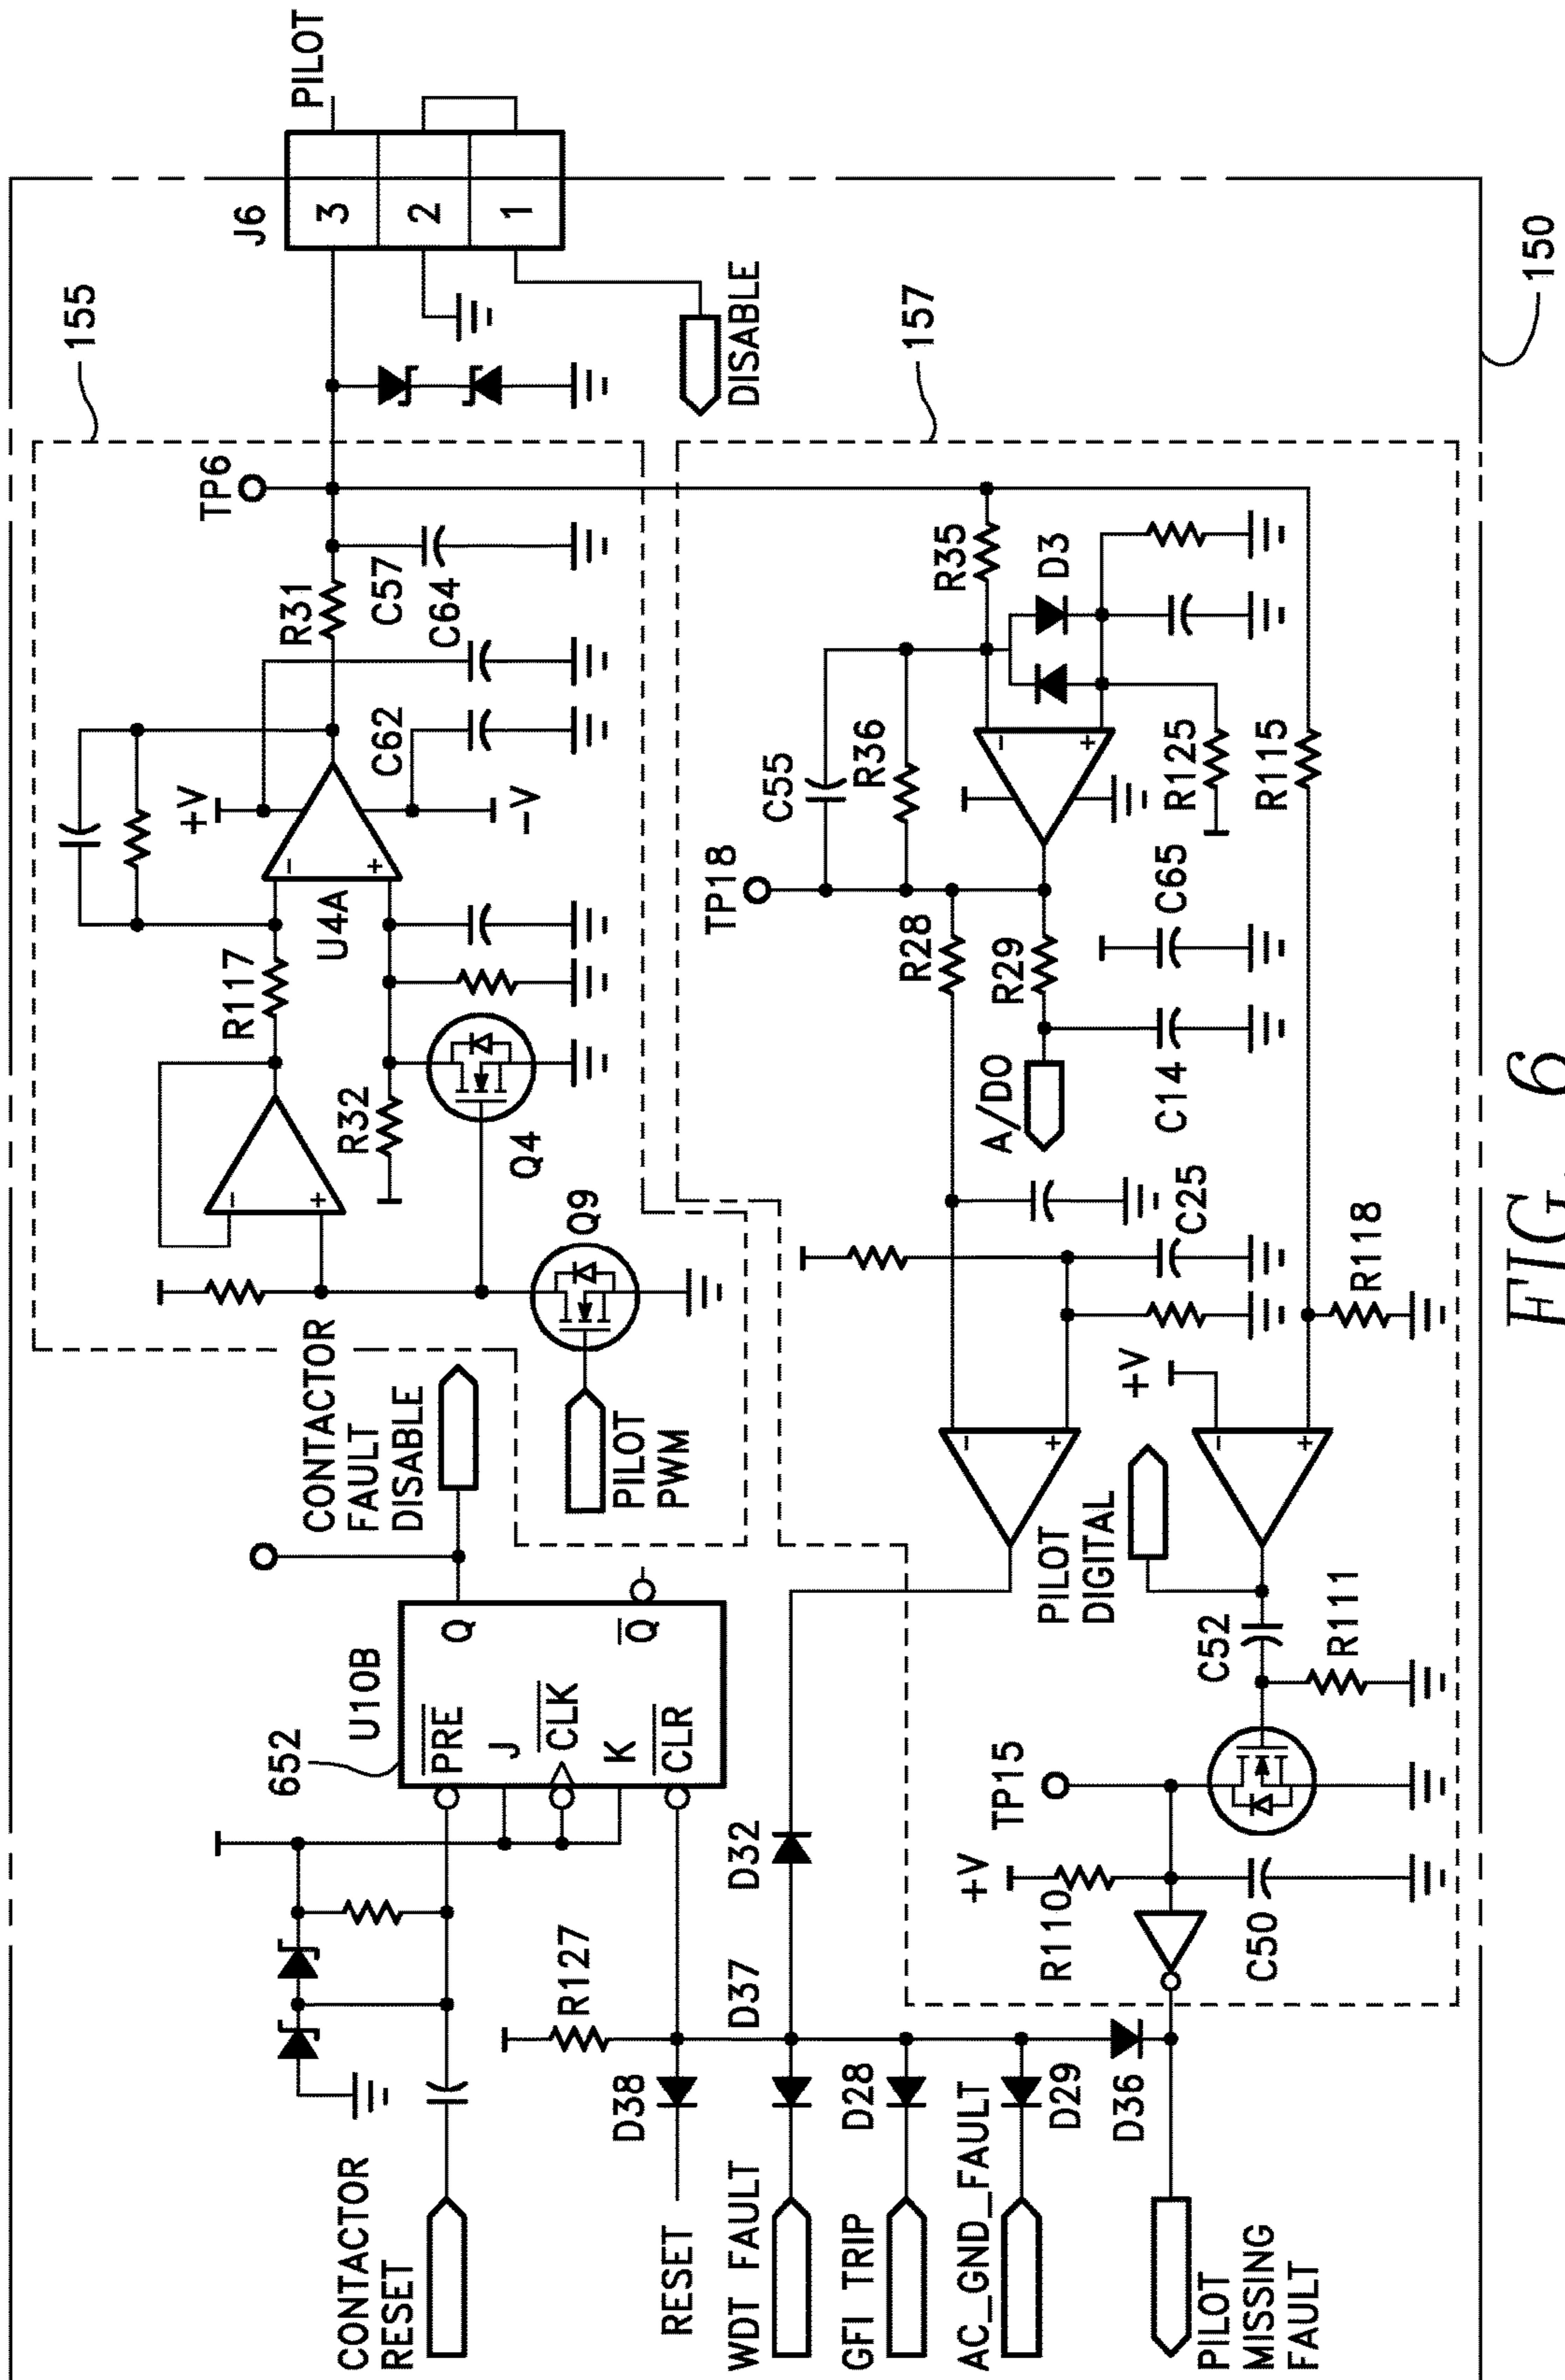 155
TP6
J6
PILOT
3
2
1
R31
C57
C64
C62
+V
-V
U4A
-
+
R117
R32
Q4
Q9
-
+
DISABLE
CONTACTOR
FAULT
DISABLE
PILOT
PWM
U10B
652
PRE
J
CLK
K
CLR
Q
Q
CONTACTOR
RESET
157
150
R35
D3
C55
R36
-
+
R125
R115
TP18
R28
R29
C65
C14
A/DO
C25
R118
+V
-
+
-
+
PILOT
DIGITAL
C52
R111
TP15
+V
R110
C50
D32
D37
R127
D38
D28
D29
D36
RESET
WDT FAULT
GFI TRIP
AC_GND_FAULT
PILOT
MISSING
FAULT
FIG. 6